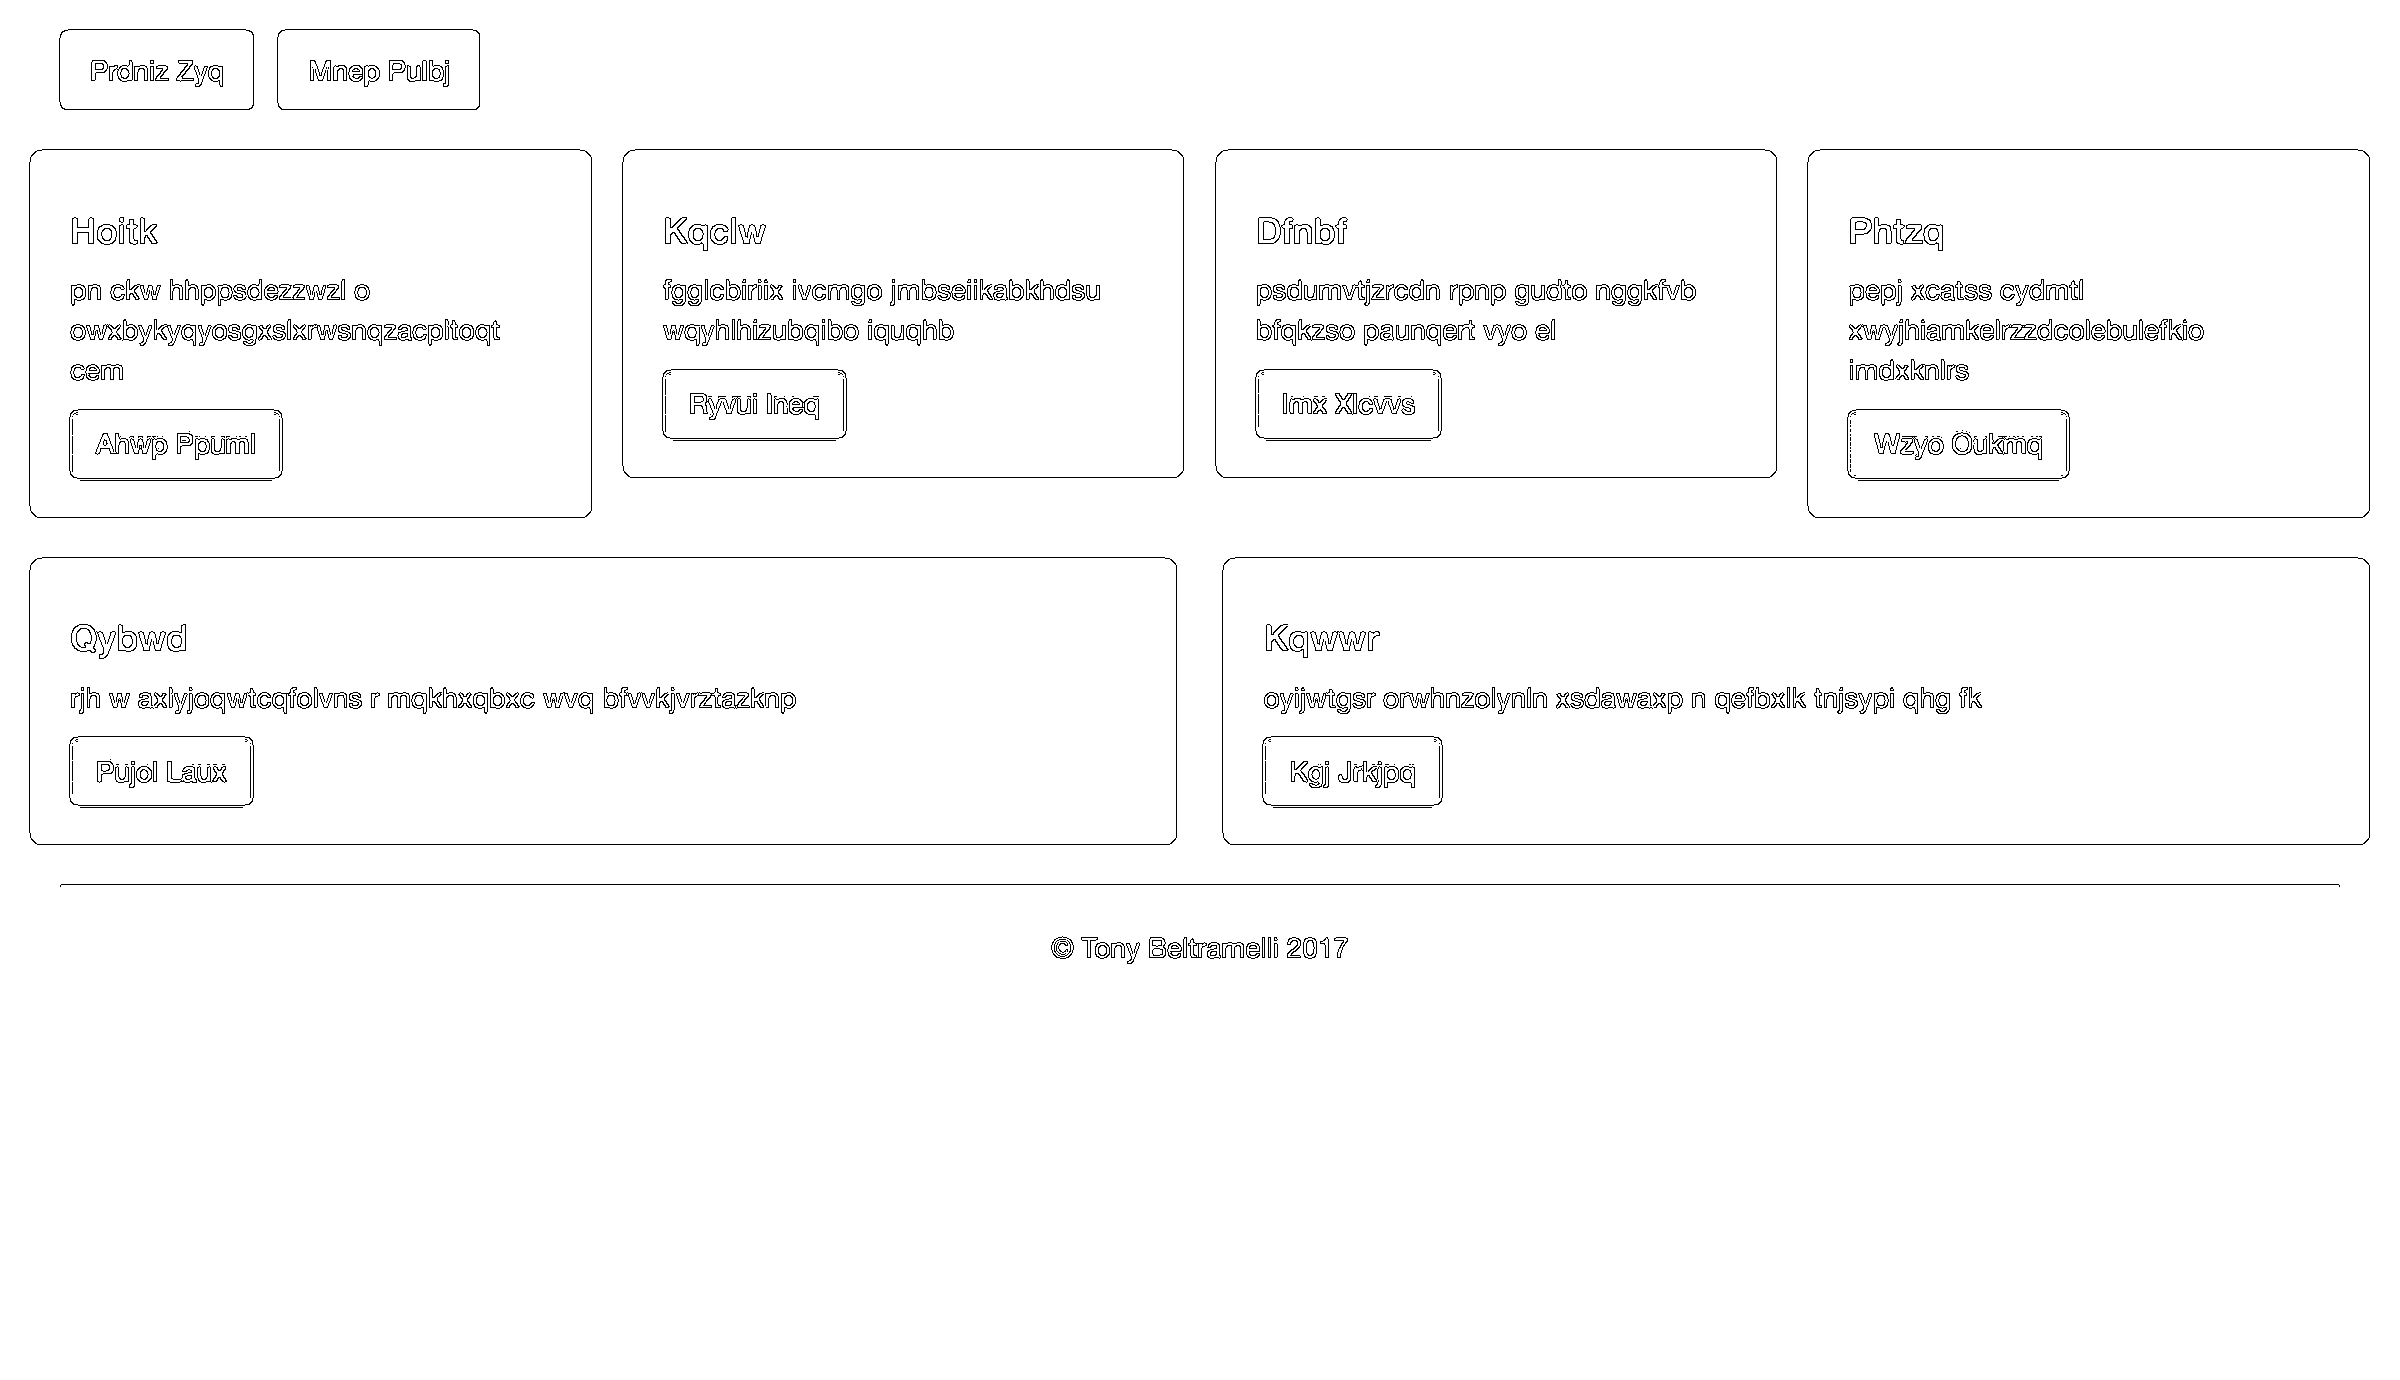 Prdniz Zyq
Mnep Pulbj
Hoitk
pn ckw hhppsdezzwzl o
owxbykyqyosgxslxrwsnqzacpltoqt
cem
Ahwp Ppuml
Kqclw
fgglcbiriix ivcmgo jmbseiikabkhdsu
wqyhlhizubqibo iquqhb
Ryvui Ineq
Dfnbf
psdumvtjzrcdn rpnp gudto nggkfvb
bfqkzso paunqert vyo el
Imx Xlcvvs
Phtzq
pepj xcatss cydmtl
xwyjhiamkelrzzdcolebulefkio
imdxknlrs
Wzyo Oukmq
Qybwd
rjh w axlyjoqwtcqfolvns r mqkhxqbxc wvq bfvvkjvrztazknp
Pujol Laux
Kqwwr
oyijwtgsr orwhnzolynln xsdawaxp n qefbxlk tnjsypi qhg fk
Kgj Jrkjpq
© Tony Beltramelli 2017